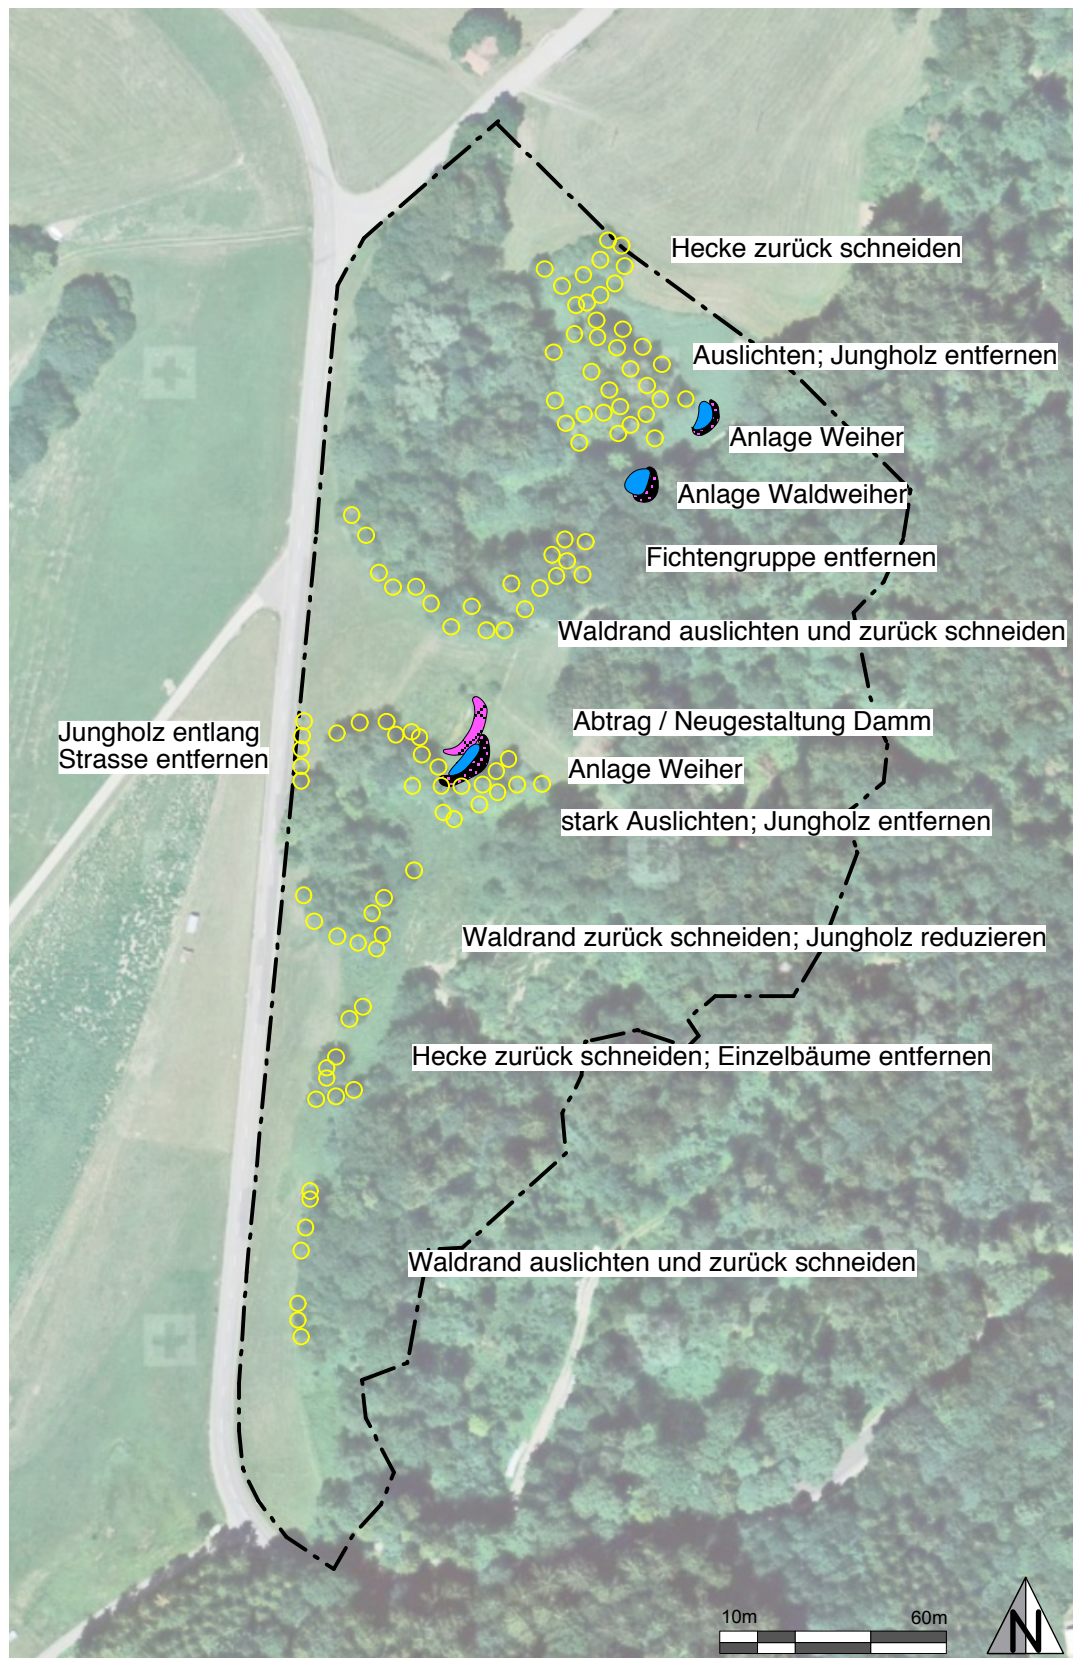 Hecke zurück schneiden
Auslichten; Jungholz entfernen
Anlage Weiher
Anlage Waldweiher
Fichtengruppe entfernen
Waldrand auslichten und zurück schneiden
Jungholz entlang
Strasse entfernen
Abtrag / Neugestaltung Damm
Anlage Weiher
stark Auslichten; Jungholz entfernen
Waldrand zurück schneiden; Jungholz reduzieren
Hecke zurück schneiden; Einzelbäume entfernen
Waldrand auslichten und zurück schneiden
10m 60m
N